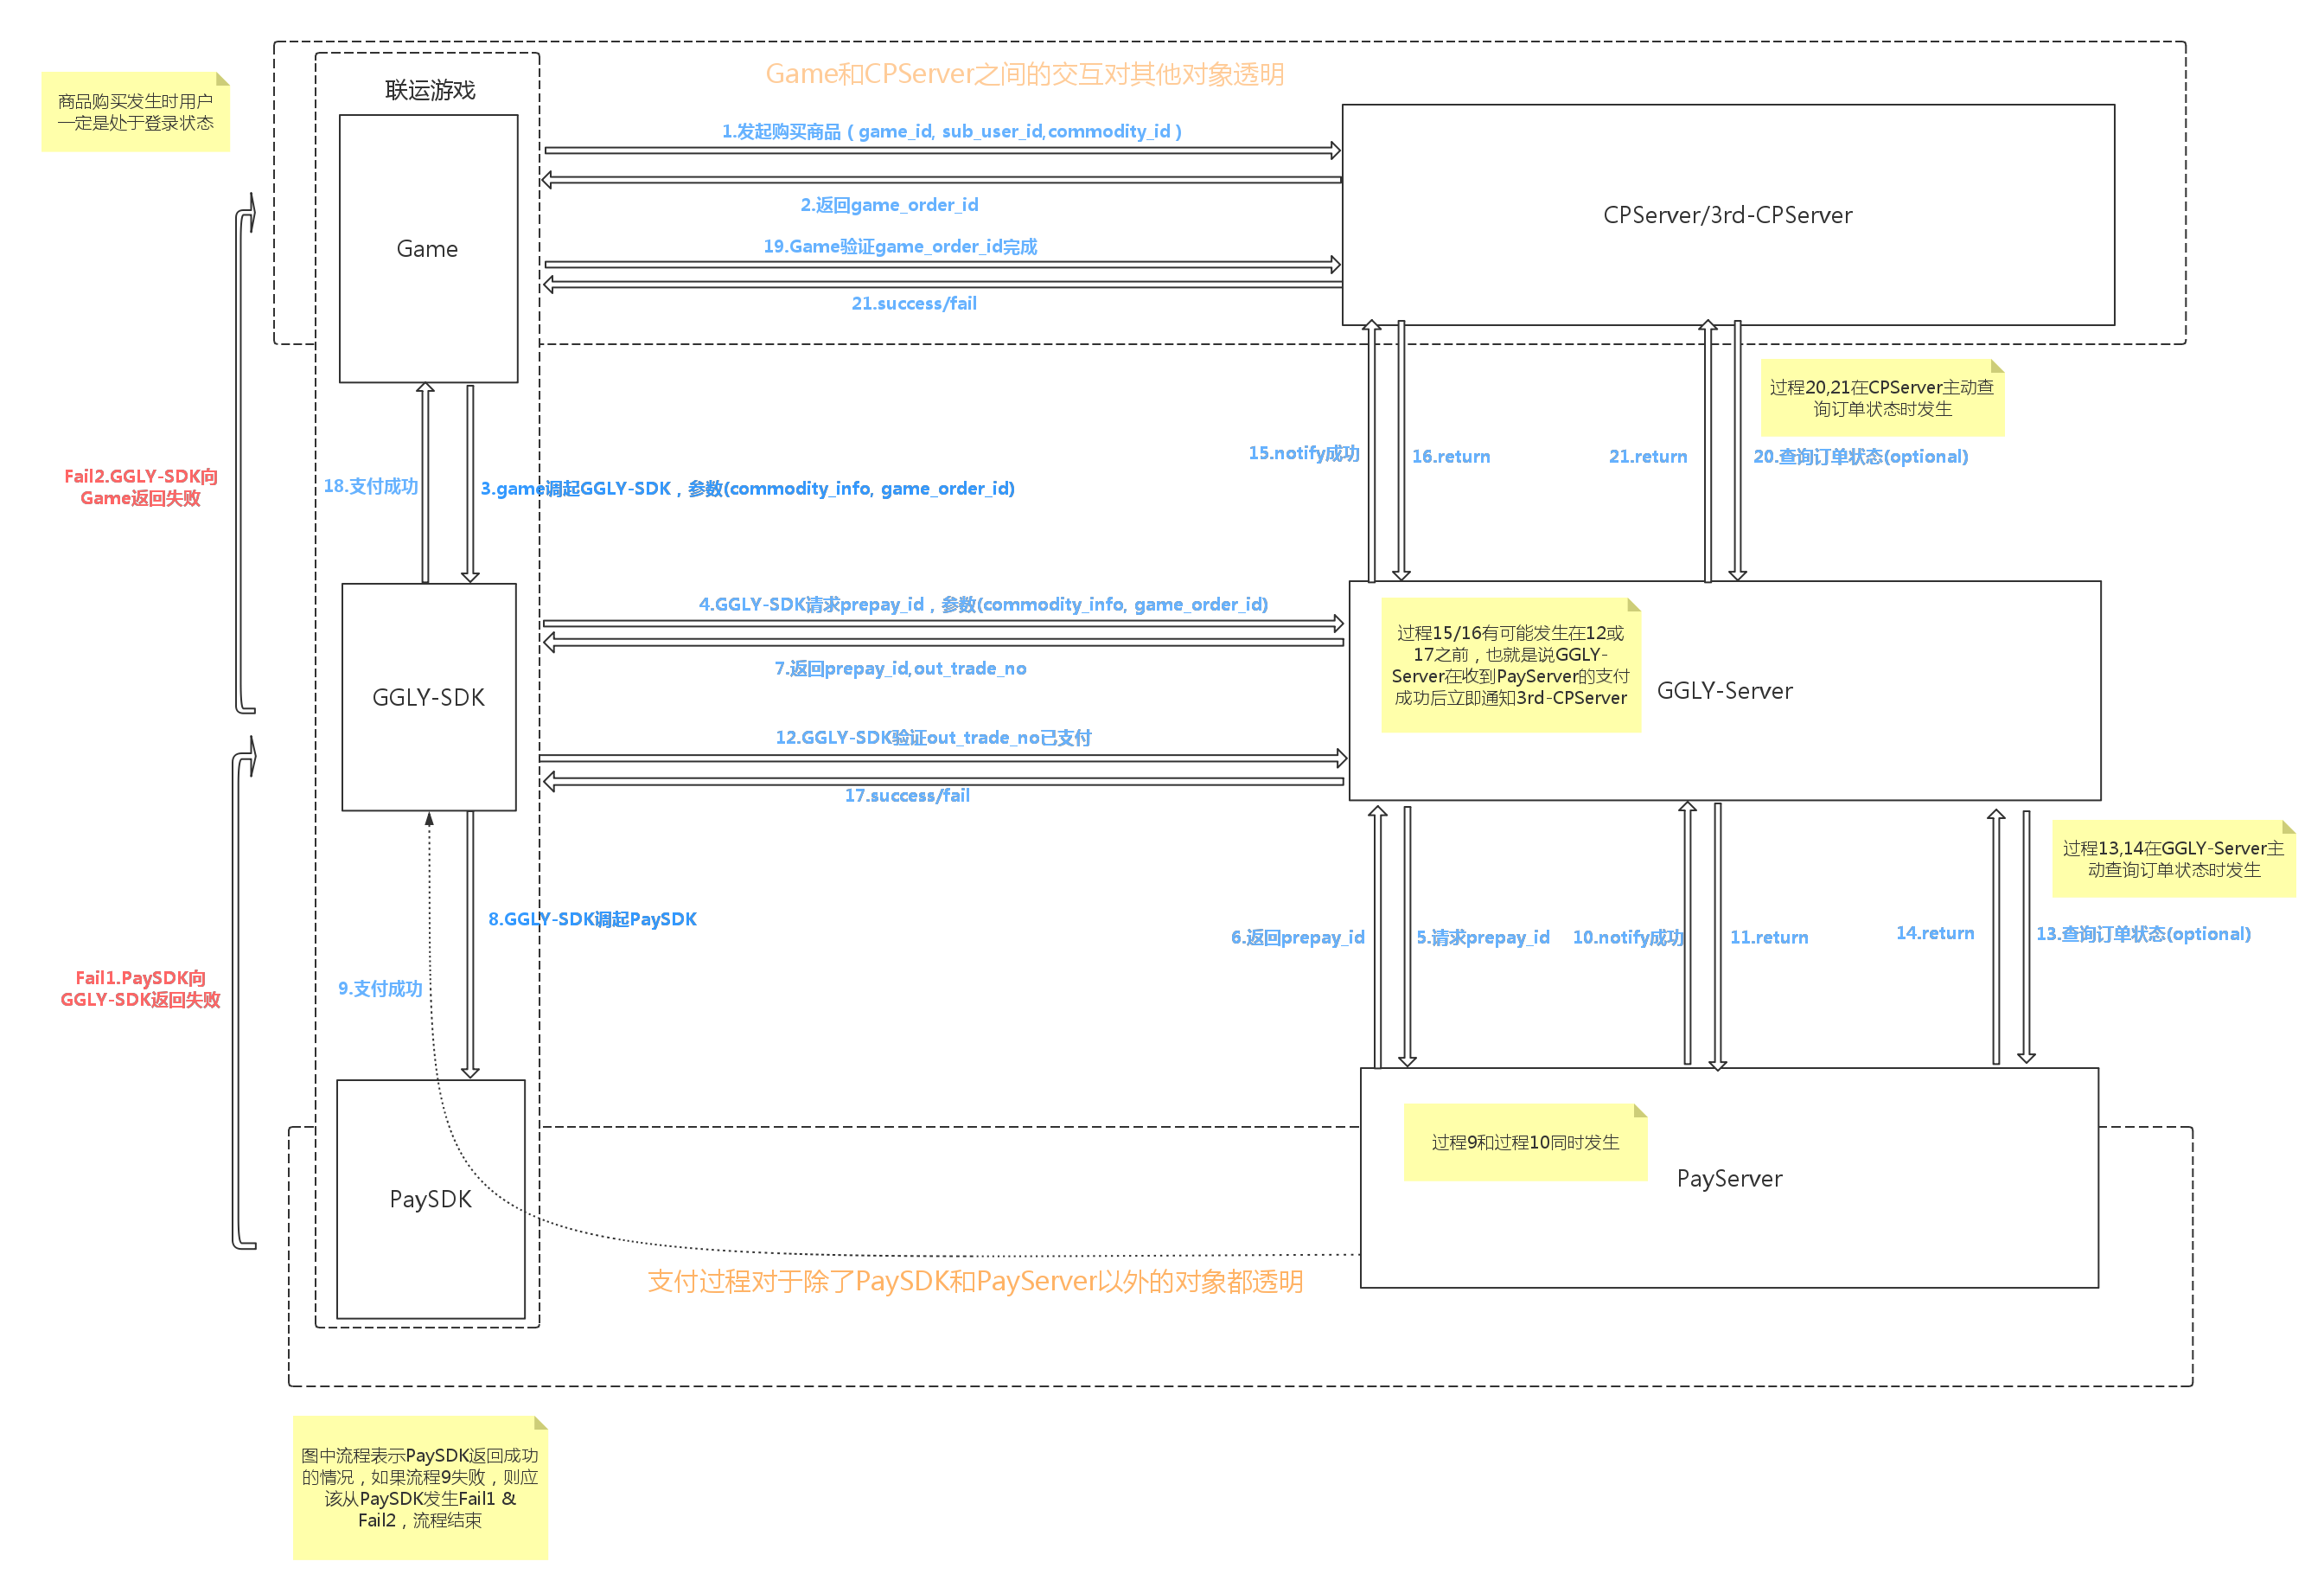 Game和CPServer之间的交互对其他对象透明
商品购买发生时用户
一定是处于登录状态
联运游戏
Game
1.发起购买商品（game_id, sub_user_id,commodity_id）
2.返回game_order_id
19.Game验证game_order_id完成
21.success/fail
CPServer/3rd-CPServer
过程20,21在CPServer主动查
询订单状态时发生
Fail2.GGLY-SDK向
Game返回失败
18.支付成功
3.game调起GGLY-SDK，参数(commodity_info, game_order_id)
15.notify成功
16.return
21.return
20.查询订单状态(optional)
GGLY-SDK
4.GGLY-SDK请求prepay_id，参数(commodity_info, game_order_id)
7.返回prepay_id,out_trade_no
12.GGLY-SDK验证out_trade_no已支付
17.success/fail
过程15/16有可能发生在12或
17之前，也就是说GGLY-
Server在收到PayServer的支付
成功后立即通知3rd-CPServer
GGLY-Server
过程13,14在GGLY-Server主
动查询订单状态时发生
Fail1.PaySDK向
GGLY-SDK返回失败
9.支付成功
8.GGLY-SDK调起PaySDK
6.返回prepay_id
5.请求prepay_id
10.notify成功
11.return
14.return
13.查询订单状态(optional)
PaySDK
过程9和过程10同时发生
PayServer
支付过程对于除了PaySDK和PayServer以外的对象都透明
图中流程表示PaySDK返回成功
的情况，如果流程9失败，则应
该从PaySDK发生Fail1 &
Fail2，流程结束